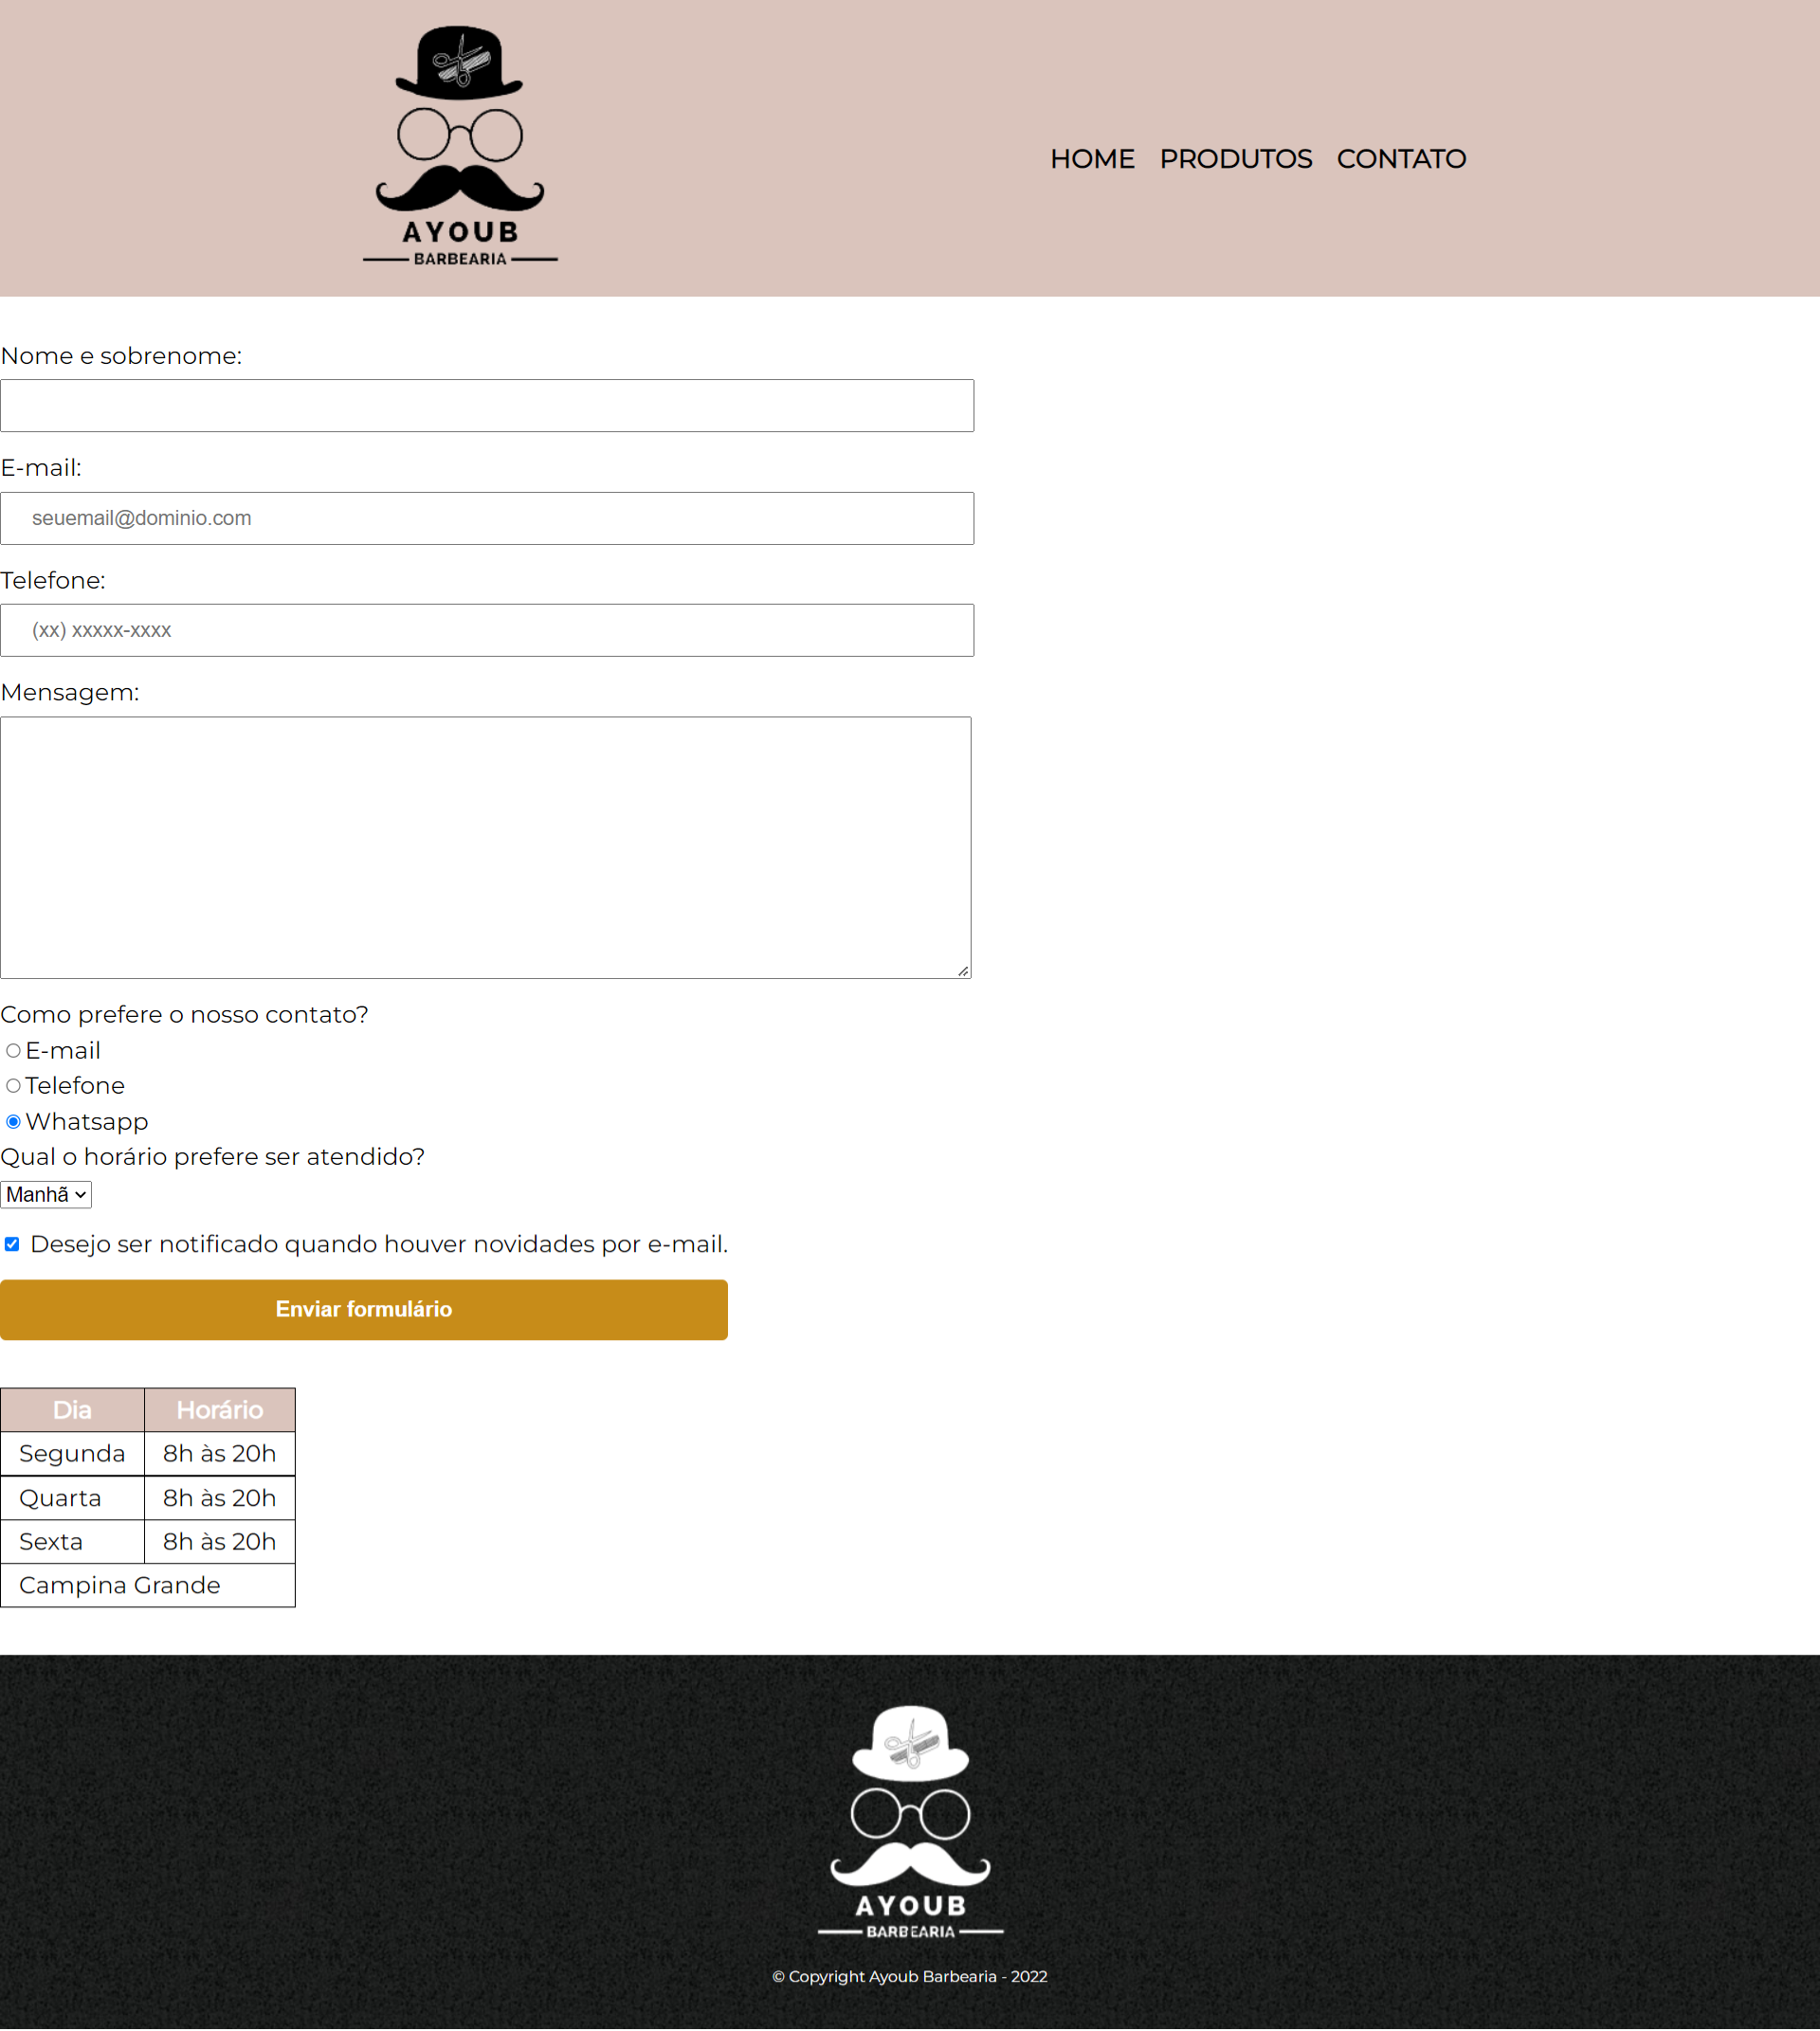 AYOUB
BARBEARIA
HOME PRODUTOS CONTATO
Nome e sobrenome:
E-mail:
seuemail@dominio.com
Telefone:
(xx) xxxxx-xxxx
Mensagem:
Como prefere o nosso contato?
E-mail
Telefone
Whatsapp
Qual o horário prefere ser atendido?
Manhã
Desejo ser notificado quando houver novidades por e-mail.
Enviar formulário
Dia Horário
Segunda 8h às 20h
Quarta 8h às 20h
Sexta 8h às 20h
Campina Grande
AYOUB
BARBEARIA
© Copyright Ayoub Barbearia - 2022